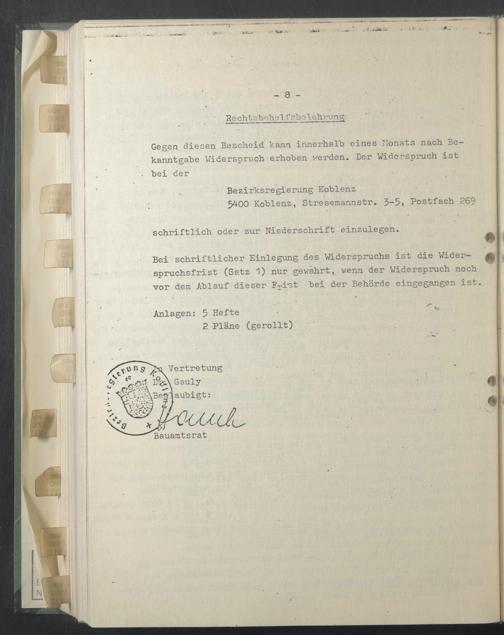 - 8 -
Rechtsbehelfsbelehrung
Gegen diesen Bescheid kann innerhalb eines Monats nach Be-
kanntgabe Widerspruch erhoben werden. Der Widerspruch ist
bei der
Bezirksregierung Koblenz
5400 Koblenz, Stresemannstr. 3-5, Postfach 269
schriftlich oder zur Niederschrift einzulegen.
Bei schriftlicher Einlegung des Widerspruchs ist die Wider-
spruchsfrist (Satz 1) nur gewahrt, wenn der Widerspruch noch
vor dem Ablauf dieser Frist bei der Behörde eingegangen ist.
Anlagen: 5 Hefte
2 Pläne (gerollt)
Vertretung
Gauly
Beglaubigt:
Bauamtsrat
Bezirksregierung Koblenz